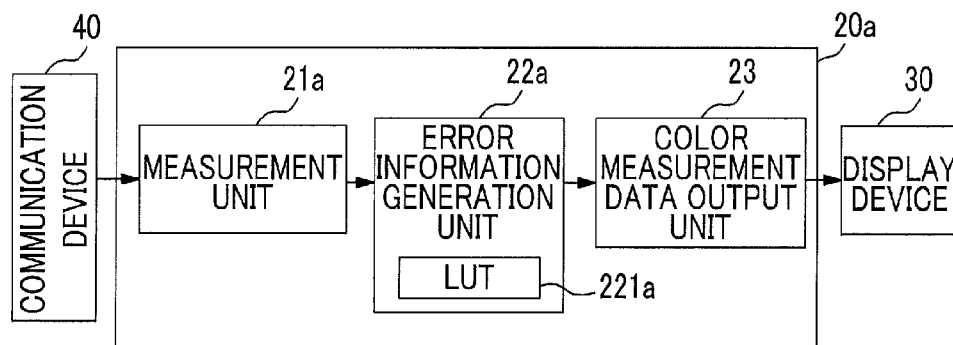 40
20a
21a
22a
23
30
COMMUNICATION
DEVICE
MEASUREMENT
UNIT
ERROR
INFORMATION
GENERATION
UNIT
LUT
221a
COLOR
MEASUREMENT
DATA OUTPUT
UNIT
DISPLAY
DEVICE